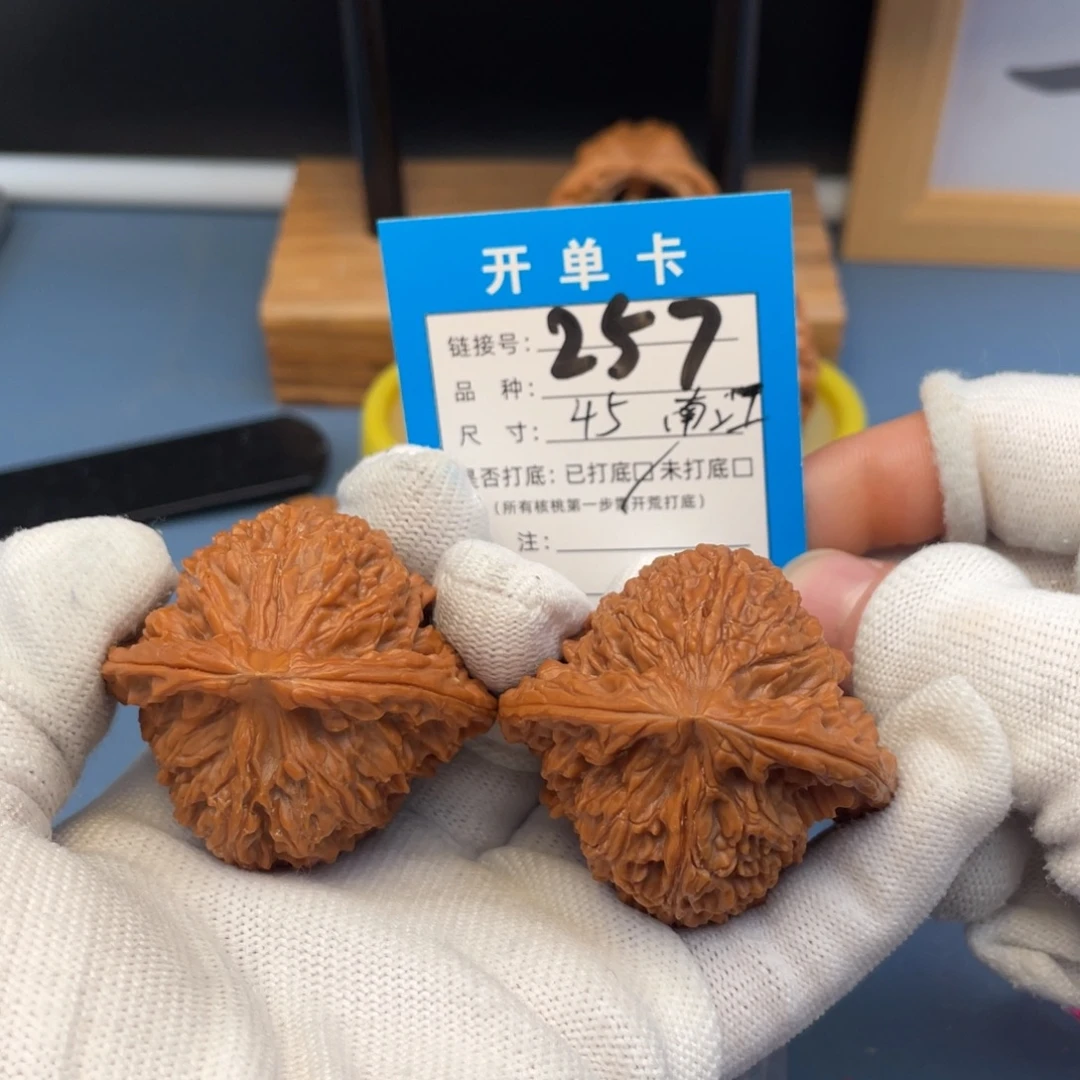 开单卡
链接号：257
品 种：
尺 寸：45 南江
是否打底：已打底☑未打底☐
（所有核桃第一步需开荒打底）
注：